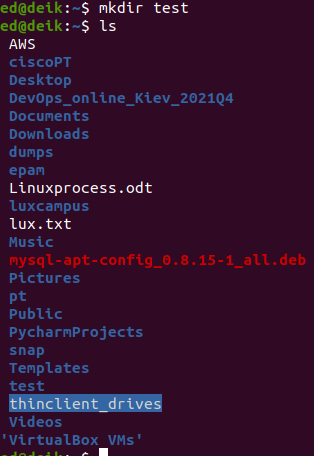 ed@deik:~$ mkdir test
ed@deik:~$ ls
AWS
ciscoPT
Desktop
DevOps_online_Kiev_2021Q4
Documents
Downloads
dumps
epam
Linuxprocess.odt
luxcampus
lux.txt
Music
mysql-apt-config_0.8.15-1_all.deb
Pictures
pt
Public
PycharmProjects
snap
Templates
test
thinclient_drives
Videos
'VirtualBox VMs'
ed@deik:~$